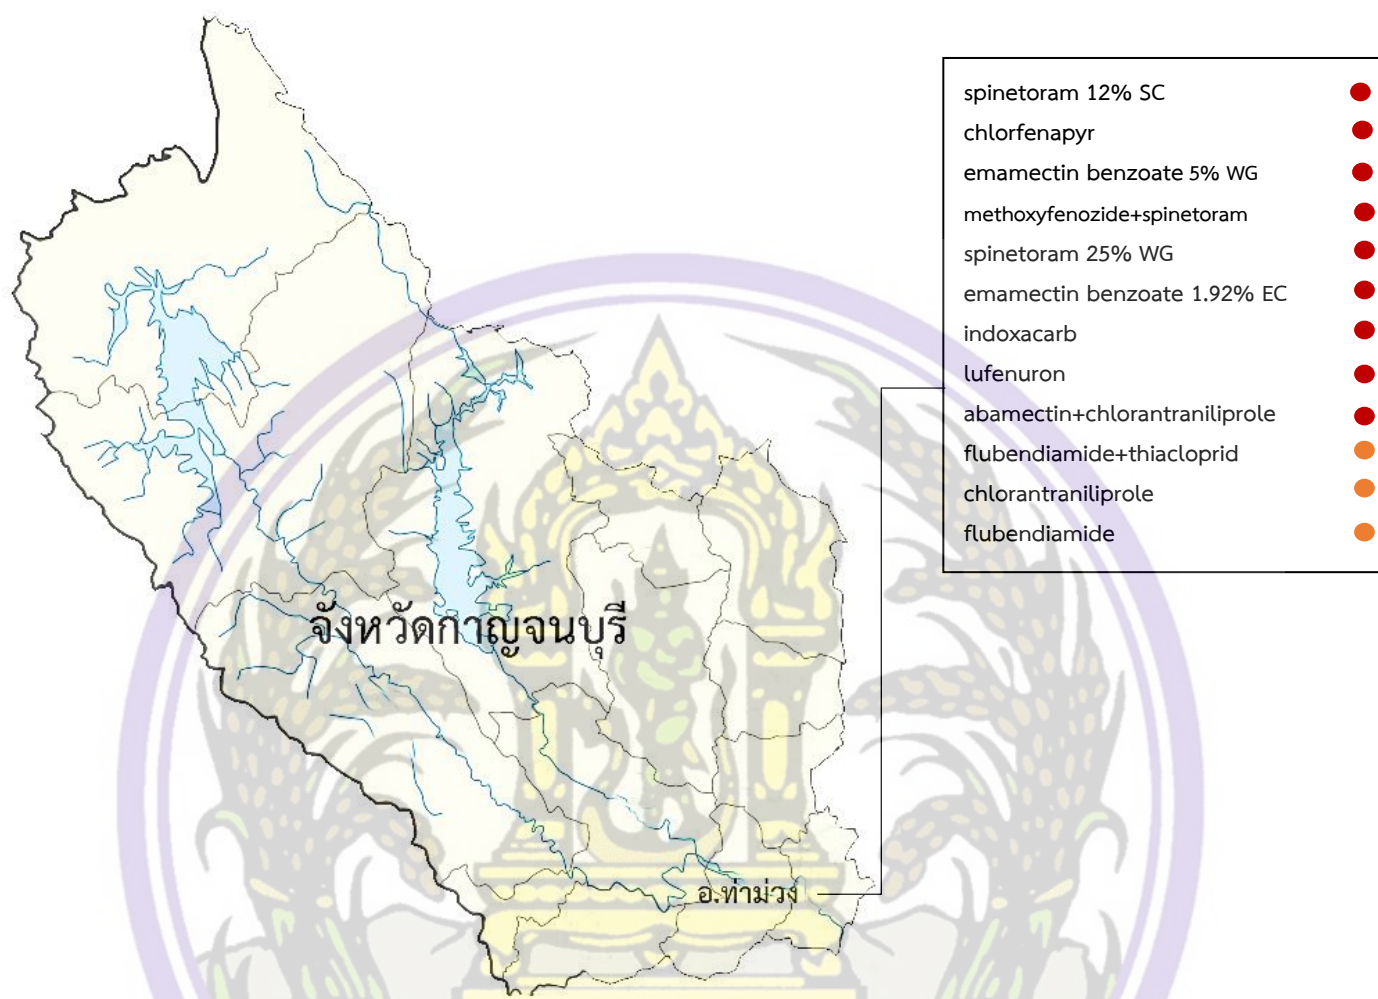 spinetoram 12% SC
chlorfenapyr
emamectin benzoate 5% WG
methoxyfenozide+spinetoram
spinetoram 25% WG
emamectin benzoate 1.92% EC
indoxacarb
lufenuron
abamectin+chlorantraniliprole
flubendiamide+thiacloprid
chlorantraniliprole
flubendiamide
จังหวัดกาญจนบุรี
อ.ท่าม่วง